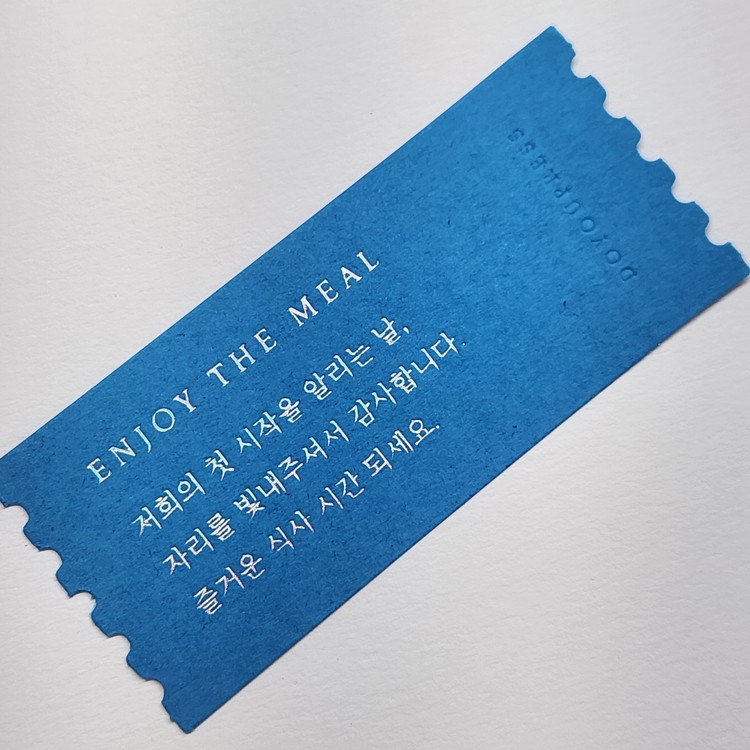 ENJOY THE MEAL
저희의 첫 시작을 알리는 날,
자리를 빛내주셔서 감사합니다.
즐거운 식사 시간 되세요.
DOYOUPLESS